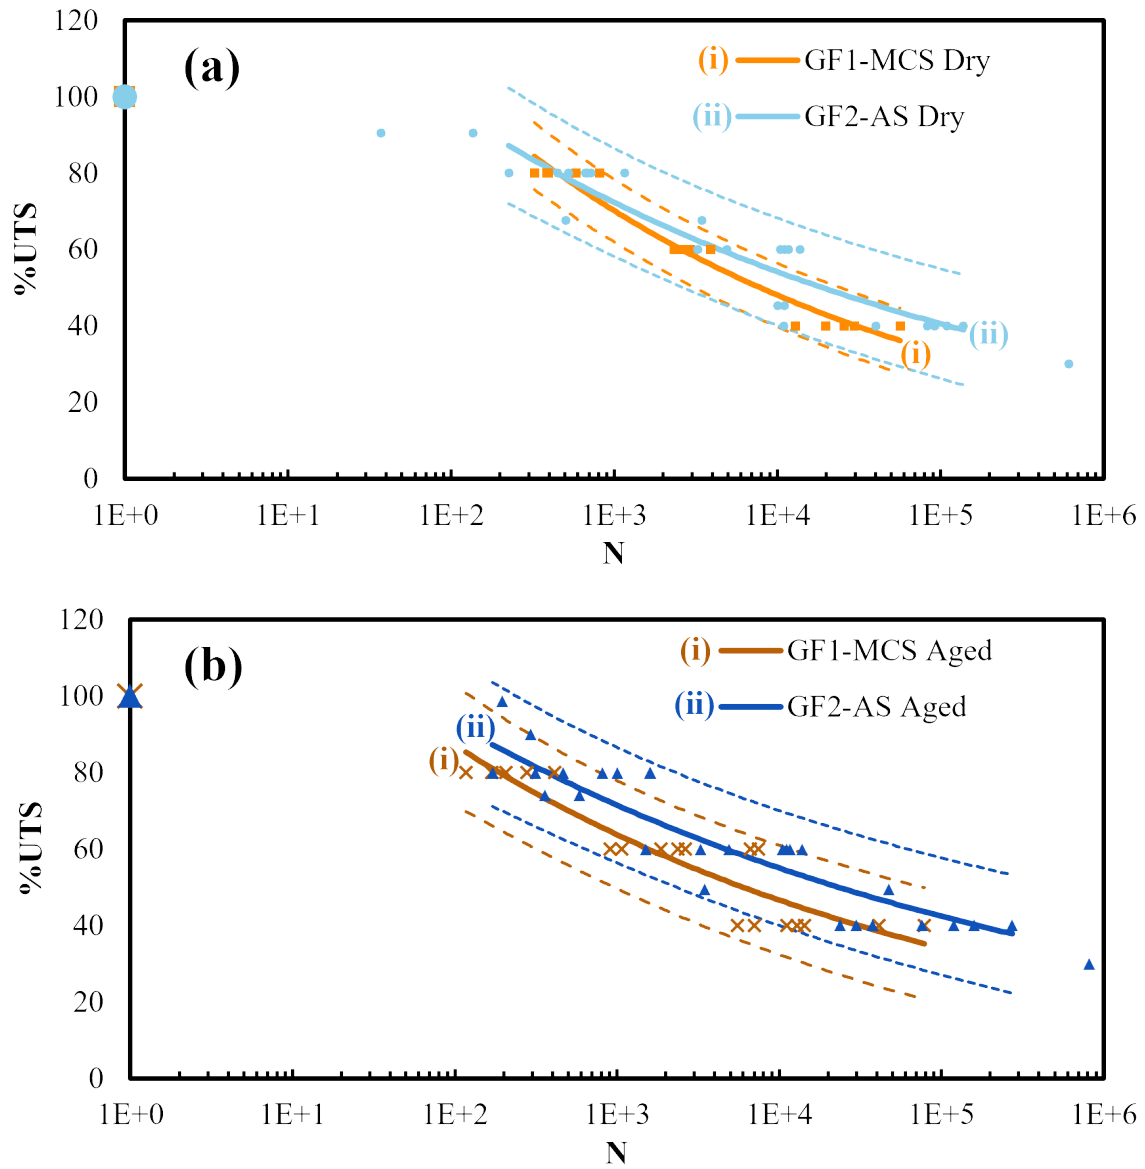 120
(a)
(i) GF1-MCS Dry
100
(ii) GF2-AS Dry
80
%UTS
60
40
(ii)
(i)
20
0
1E+0 1E+1 1E+2 1E+3 1E+4 1E+5 1E+6
N
120
(b)
(i) GF1-MCS Aged
100
(ii) GF2-AS Aged
(ii)
(i)
80
%UTS
60
40
20
0
1E+0 1E+1 1E+2 1E+3 1E+4 1E+5 1E+6
N